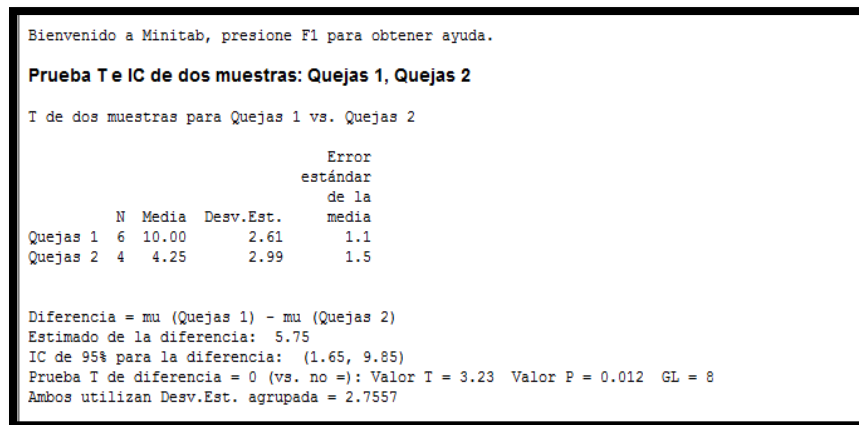 Bienvenido a Minitab, presione F1 para obtener ayuda.
Prueba T e IC de dos muestras: Quejas 1, Quejas 2
T de dos muestras para Quejas 1 vs. Quejas 2
Error
estándar
de la
N Media Desv.Est. media
Quejas 1 6 10.00 2.61 1.1
Quejas 2 4 4.25 2.99 1.5
Diferencia = mu (Quejas 1) - mu (Quejas 2)
Estimado de la diferencia: 5.75
IC de 95% para la diferencia: (1.65, 9.85)
Prueba T de diferencia = 0 (vs. no =): Valor T = 3.23 Valor P = 0.012 GL = 8
Ambos utilizan Desv.Est. agrupada = 2.7557